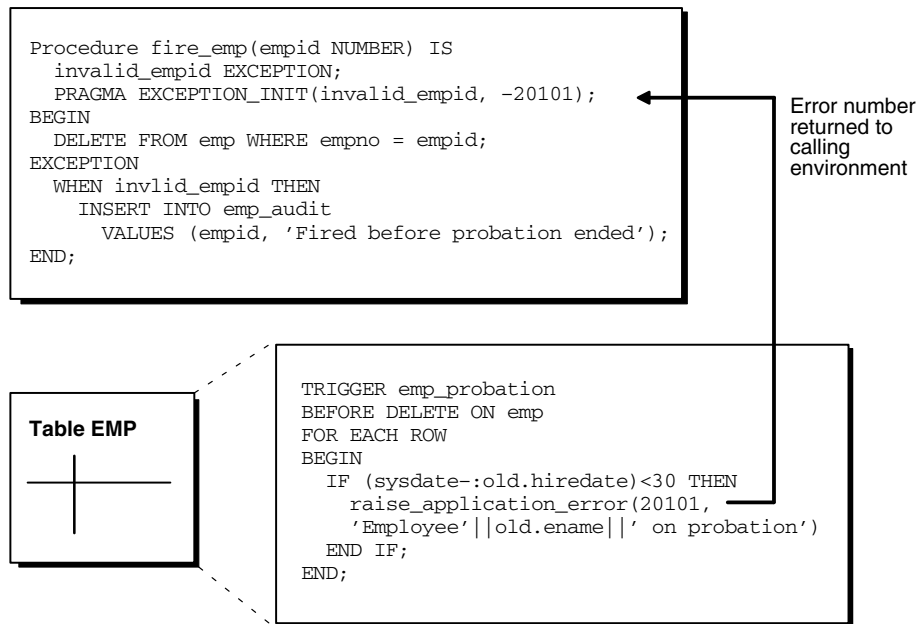 Procedure fire_emp(empid NUMBER) IS
  invalid_empid EXCEPTION;
  PRAGMA EXCEPTION_INIT(invalid_empid, −20101);
BEGIN
  DELETE FROM emp WHERE empno = empid;
EXCEPTION
  WHEN invlid_empid THEN
    INSERT INTO emp_audit
      VALUES (empid, ’Fired before probation ended’);
END;
Error number
returned to
calling
environment
Table EMP
TRIGGER emp_probation
BEFORE DELETE ON emp
FOR EACH ROW
BEGIN
  IF (sysdate−:old.hiredate)<30 THEN
    raise_application_error(20101,
    ’Employee’||old.ename||’ on probation’)
  END IF;
END;